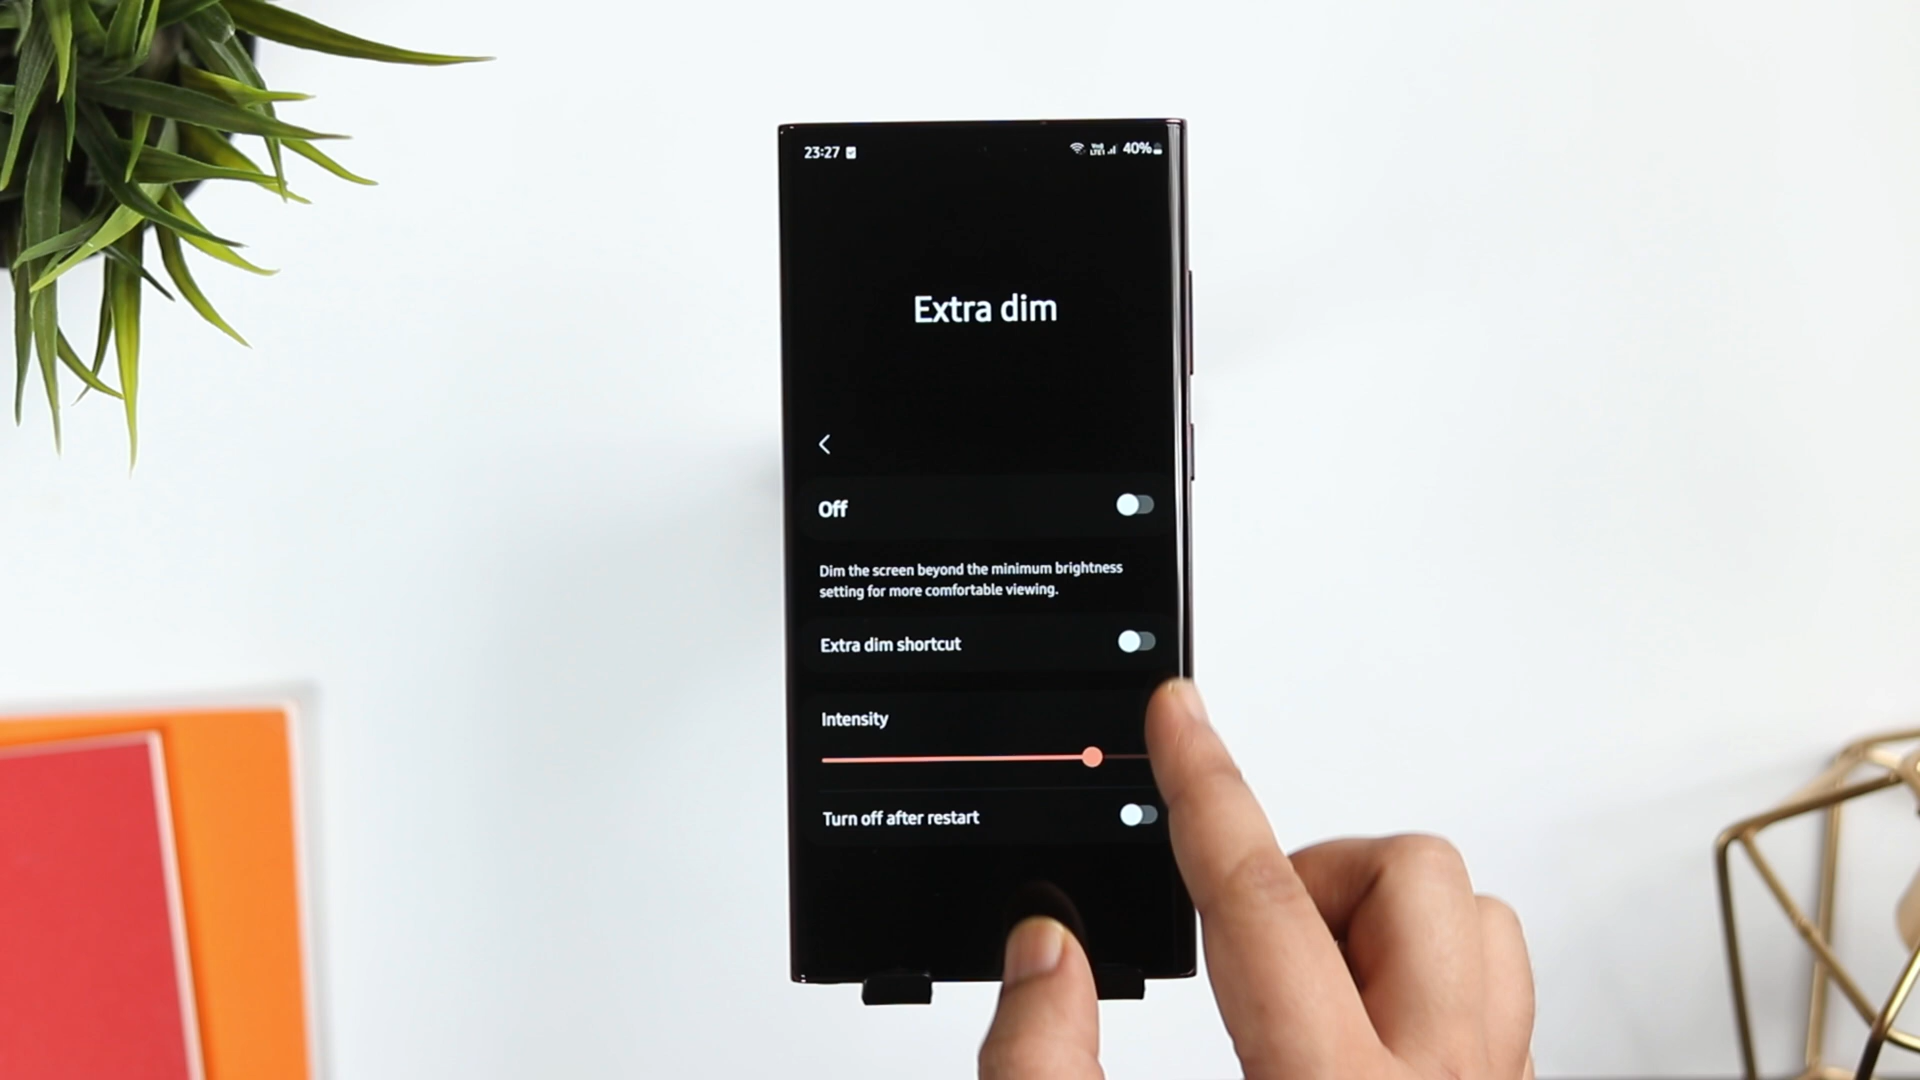 23:27
40%
Extra dim
Off
Dim the screen beyond the minimum brightness
setting for more comfortable viewing.
Extra dim shortcut
Intensity
Turn off after restart